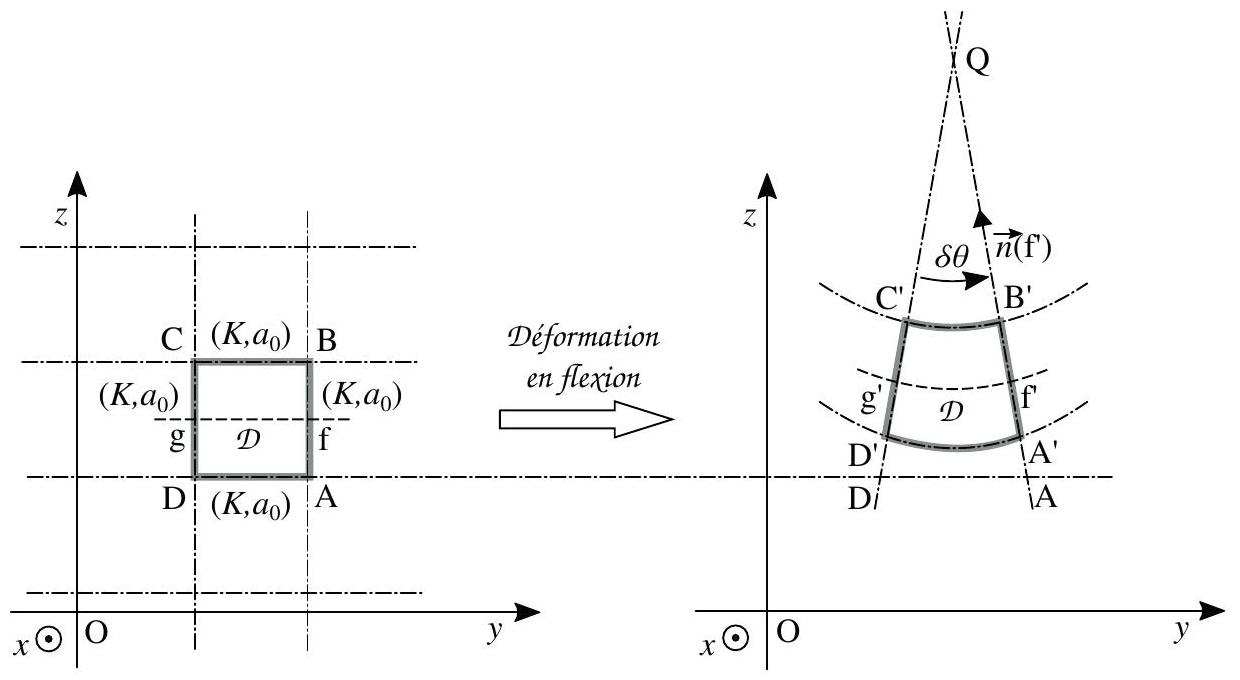 Q
z
z
δθ
n⃗(f')
C (K,a₀) B
C' B'
Déformation
en flexion
(K,a₀) (K,a₀)
g 𝒟 f
g' 𝒟 f'
D (K,a₀) A
D' A'
D A
x O y
x O y